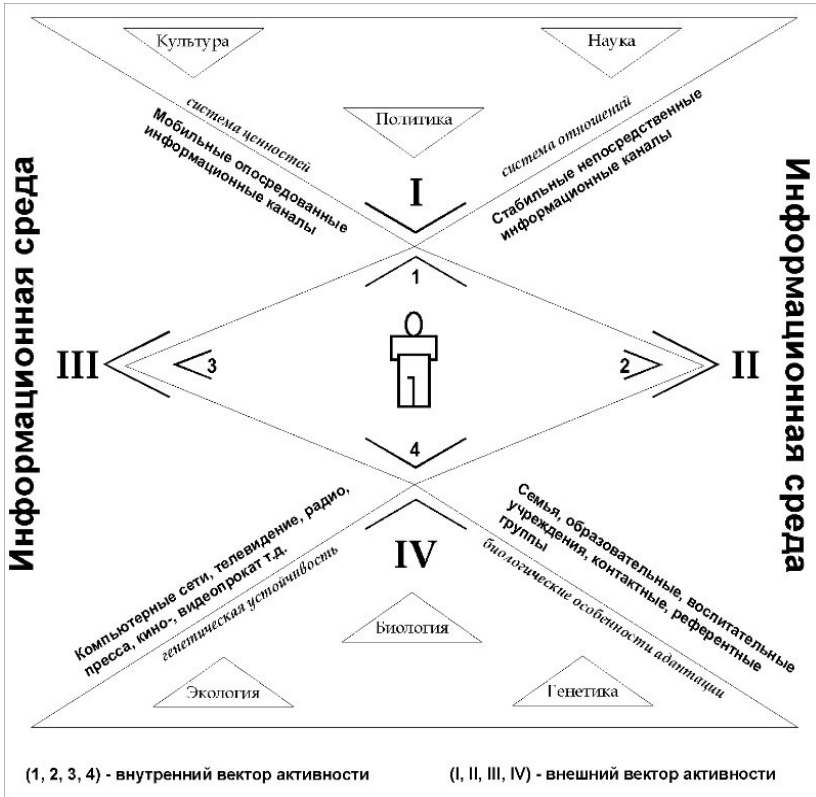 Культура
Наука
Политика
система ценностей
Мобильные опосредованные
информационные каналы
система отношений
Стабильные непосредственные
информационные каналы
Информационная среда
Информационная среда
I
1
III
3
2
II
4
IV
Компьютерные сети, телевидение, радио,
пресса, кино-, видеопрокат т.д.
генетическая устойчивость
Семья, образовательные, воспитательные
учреждения, контактные, референтные
группы
биологические особенности адаптации
Биология
Экология
Генетика
(1, 2, 3, 4) - внутренний вектор активности
(I, II, III, IV) - внешний вектор активности